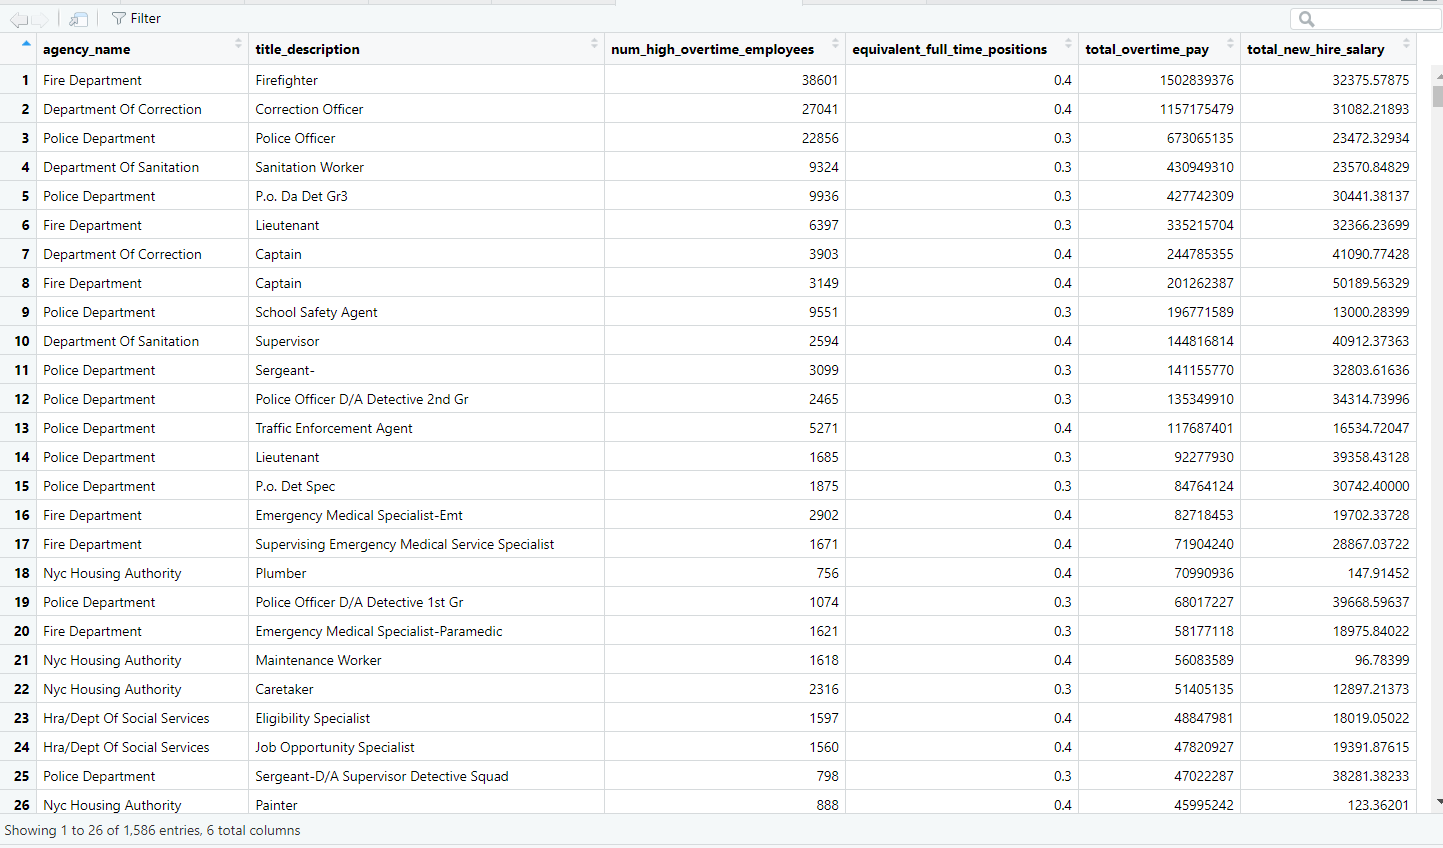 Filter
agency_name title_description num_high_overtime_employees equivalent_full_time_positions total_overtime_pay total_new_hire_salary
1 Fire Department Firefighter 38601 0.4 1502839376 32375.57875
2 Department Of Correction Correction Officer 27041 0.4 1157175479 31082.21893
3 Police Department Police Officer 22856 0.3 673065135 23472.32934
4 Department Of Sanitation Sanitation Worker 9324 0.3 430949310 23570.84829
5 Police Department P.o. Da Det Gr3 9936 0.3 427742309 30441.38137
6 Fire Department Lieutenant 6397 0.3 335215704 32366.23699
7 Department Of Correction Captain 3903 0.4 244785355 41090.77428
8 Fire Department Captain 3149 0.4 201262387 50189.56329
9 Police Department School Safety Agent 9551 0.3 196771589 13000.28399
10 Department Of Sanitation Supervisor 2594 0.4 144816814 40912.37363
11 Police Department Sergeant- 3099 0.3 141155770 32803.61636
12 Police Department Police Officer D/A Detective 2nd Gr 2465 0.3 135349910 34314.73996
13 Police Department Traffic Enforcement Agent 5271 0.4 117687401 16534.72047
14 Police Department Lieutenant 1685 0.3 92277930 39358.43128
15 Police Department P.o. Det Spec 1875 0.3 84764124 30742.40000
16 Fire Department Emergency Medical Specialist-Emt 2902 0.4 82718453 19702.33728
17 Fire Department Supervising Emergency Medical Service Specialist 1671 0.4 71904240 28867.03722
18 Nyc Housing Authority Plumber 756 0.4 70990936 147.91452
19 Police Department Police Officer D/A Detective 1st Gr 1074 0.3 68017227 39668.59637
20 Fire Department Emergency Medical Specialist-Paramedic 1621 0.3 58177118 18975.84022
21 Nyc Housing Authority Maintenance Worker 1618 0.4 56083589 96.78399
22 Nyc Housing Authority Caretaker 2316 0.3 51405135 12897.21373
23 Hra/Dept Of Social Services Eligibility Specialist 1597 0.4 48847981 18019.05022
24 Hra/Dept Of Social Services Job Opportunity Specialist 1560 0.4 47820927 19391.87615
25 Police Department Sergeant-D/A Supervisor Detective Squad 798 0.3 47022287 38281.38233
26 Nyc Housing Authority Painter 888 0.4 45995242 123.36201
Showing 1 to 26 of 1,586 entries, 6 total columns